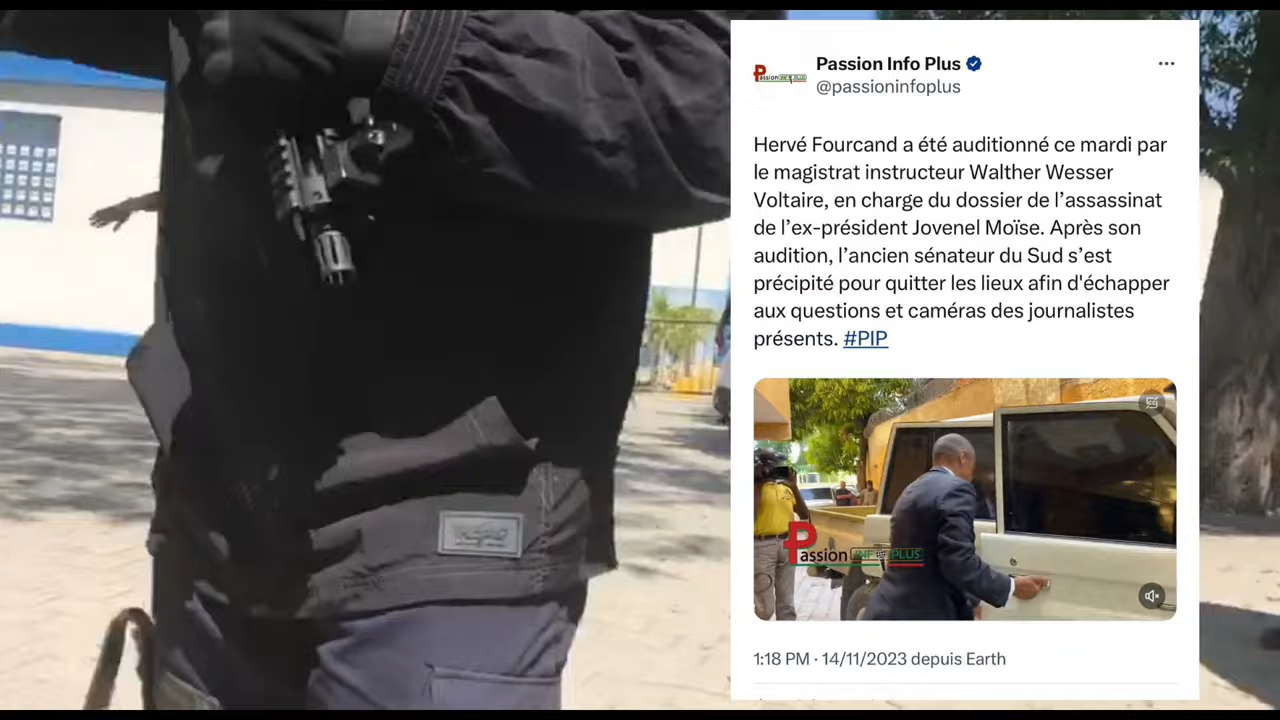 Passion Info Plus
@passioninfoplus
Hervé Fourcand a été auditionné ce mardi par
le magistrat instructeur Walther Wesser
Voltaire, en charge du dossier de l’assassinat
de l’ex-président Jovenel Moïse. Après son
audition, l’ancien sénateur du Sud s’est
précipité pour quitter les lieux afin d'échapper
aux questions et caméras des journalistes
présents. #PIP
Passion INFO PLUS
1:18 PM · 14/11/2023 depuis Earth